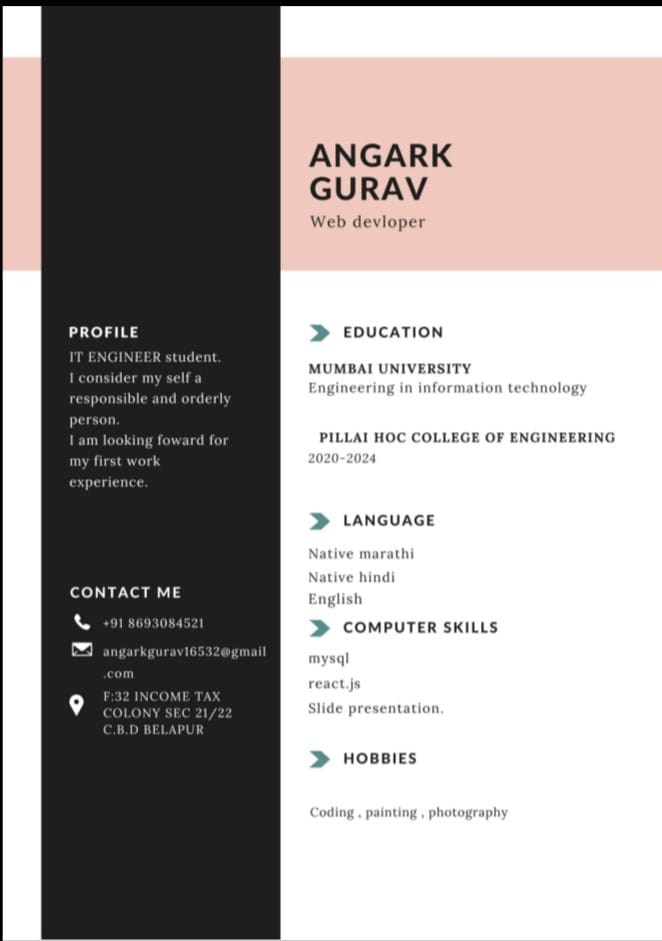 ANGARK
GURAV
Web devloper
PROFILE
IT ENGINEER student.
I consider my self a
responsible and orderly
person.
I am looking foward for
my first work
experience.
CONTACT ME
+91 8693084521
angarkgurav16532@gmail
.com
F:32 INCOME TAX
COLONY SEC 21/22
C.B.D BELAPUR
EDUCATION
MUMBAI UNIVERSITY
Engineering in information technology
PILLAI HOC COLLEGE OF ENGINEERING
2020-2024
LANGUAGE
Native marathi
Native hindi
English
COMPUTER SKILLS
mysql
react.js
Slide presentation.
HOBBIES
Coding , painting , photography